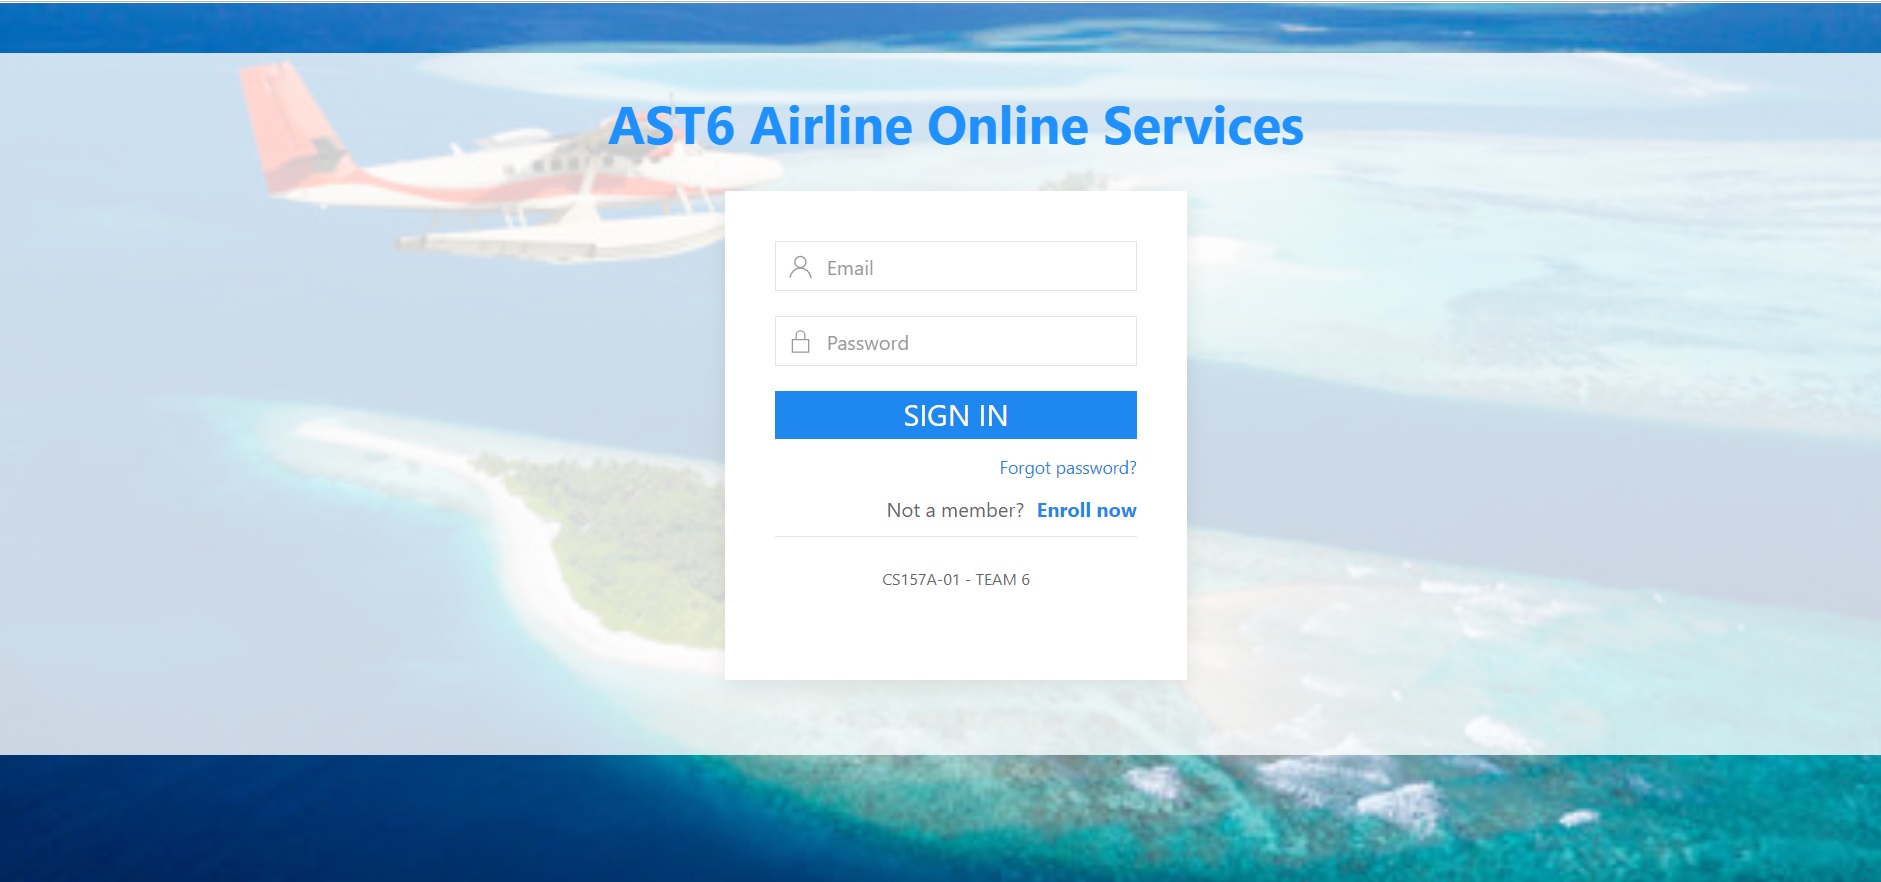 AST6 Airline Online Services
Email
Password
SIGN IN
Forgot password?
Not a member? Enroll now
CS157A-01 - TEAM 6